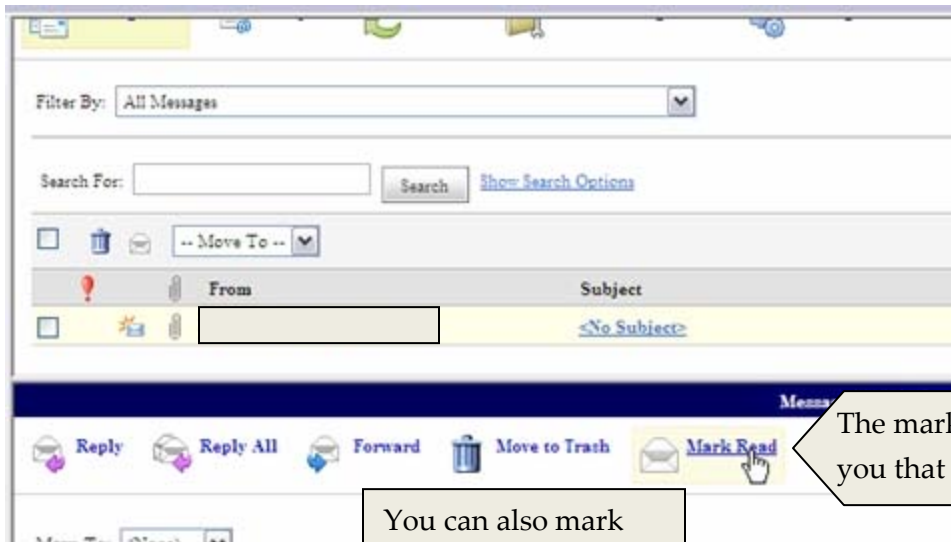 Filter By: All Messages
Search For: Search Show Search Options
-- Move To --
From Subject
<No Subject>
Reply Reply All Forward Move to Trash Mark Read
The mark
you that
You can also mark